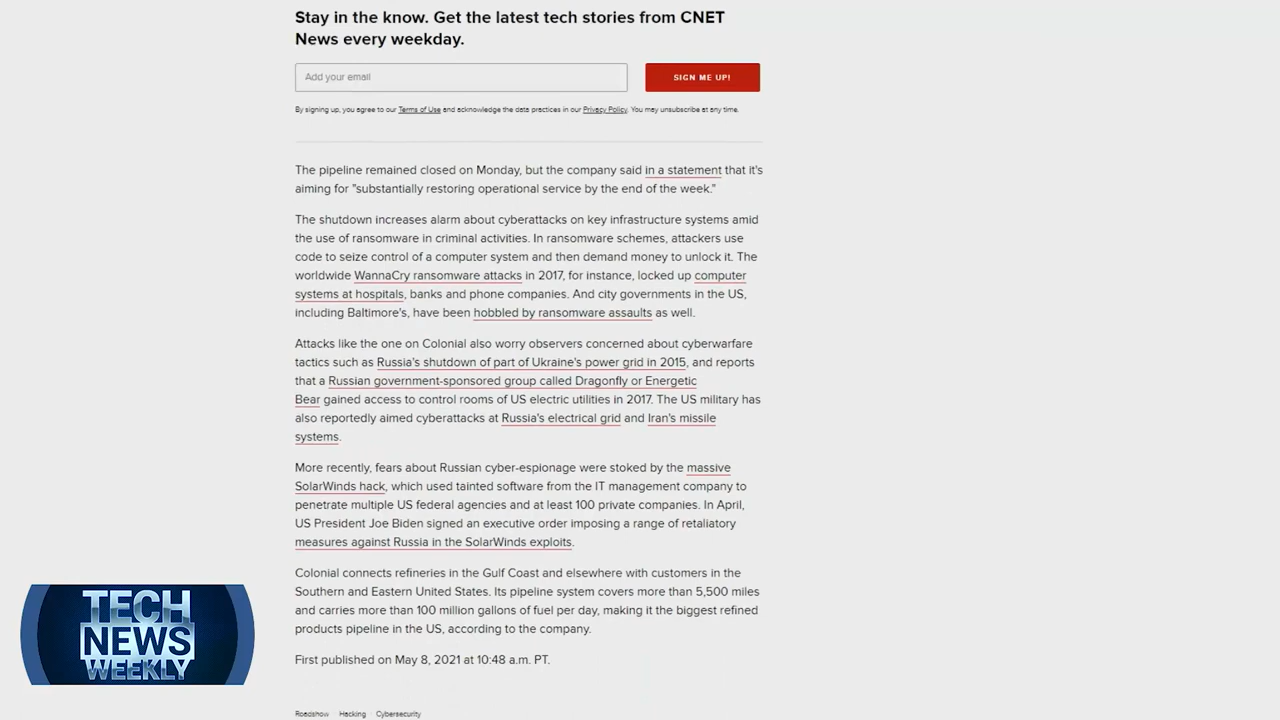 Stay in the know. Get the latest tech stories from CNET
News every weekday.
Add your email
SIGN ME UP!
By signing up, you agree to our Terms of Use and acknowledge the data practices in our Privacy Policy. You may unsubscribe at any time.
The pipeline remained closed on Monday, but the company said in a statement that it's
aiming for "substantially restoring operational service by the end of the week."
The shutdown increases alarm about cyberattacks on key infrastructure systems amid
the use of ransomware in criminal activities. In ransomware schemes, attackers use
code to seize control of a computer system and then demand money to unlock it. The
worldwide WannaCry ransomware attacks in 2017, for instance, locked up computer
systems at hospitals, banks and phone companies. And city governments in the US,
including Baltimore's, have been hobbled by ransomware assaults as well.
Attacks like the one on Colonial also worry observers concerned about cyberwarfare
tactics such as Russia's shutdown of part of Ukraine's power grid in 2015, and reports
that a Russian government-sponsored group called Dragonfly or Energetic
Bear gained access to control rooms of US electric utilities in 2017. The US military has
also reportedly aimed cyberattacks at Russia's electrical grid and Iran's missile
systems.
More recently, fears about Russian cyber-espionage were stoked by the massive
SolarWinds hack, which used tainted software from the IT management company to
penetrate multiple US federal agencies and at least 100 private companies. In April,
US President Joe Biden signed an executive order imposing a range of retaliatory
measures against Russia in the SolarWinds exploits.
Colonial connects refineries in the Gulf Coast and elsewhere with customers in the
Southern and Eastern United States. Its pipeline system covers more than 5,500 miles
and carries more than 100 million gallons of fuel per day, making it the biggest refined
products pipeline in the US, according to the company.
First published on May 8, 2021 at 10:48 a.m. PT.
Roadshow Hacking Cybersecurity
TECH
NEWS
WEEKLY